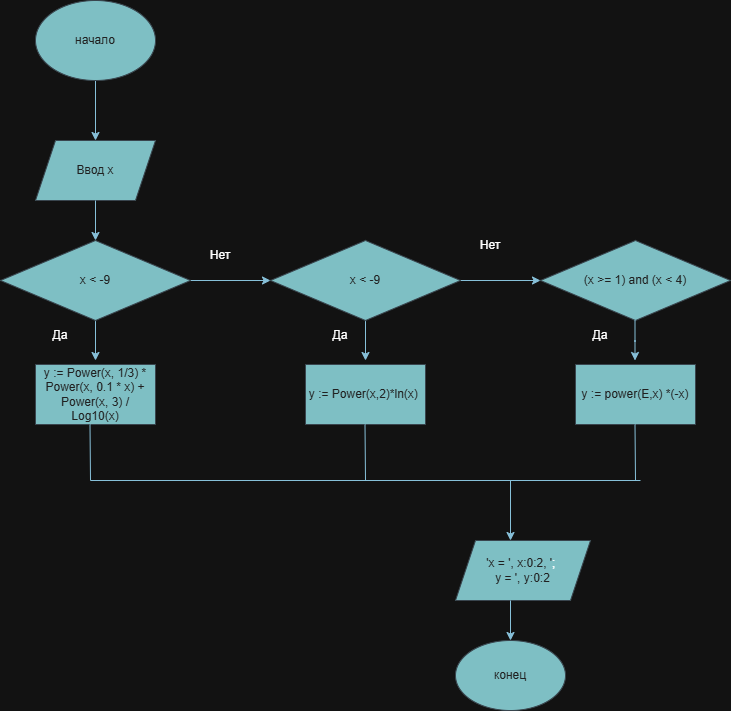 начало
Ввод x
x < -9
Нет
x < -9
Нет
(x >= 1) and (x < 4)
Да
Да
Да
y := Power(x, 1/3) *
Power(x, 0.1 * x) +
Power(x, 3) /
Log10(x)
y := Power(x,2)*ln(x)
y := power(E,x) *(-x)
'x = ', x:0:2, ';
y = ', y:0:2
конец